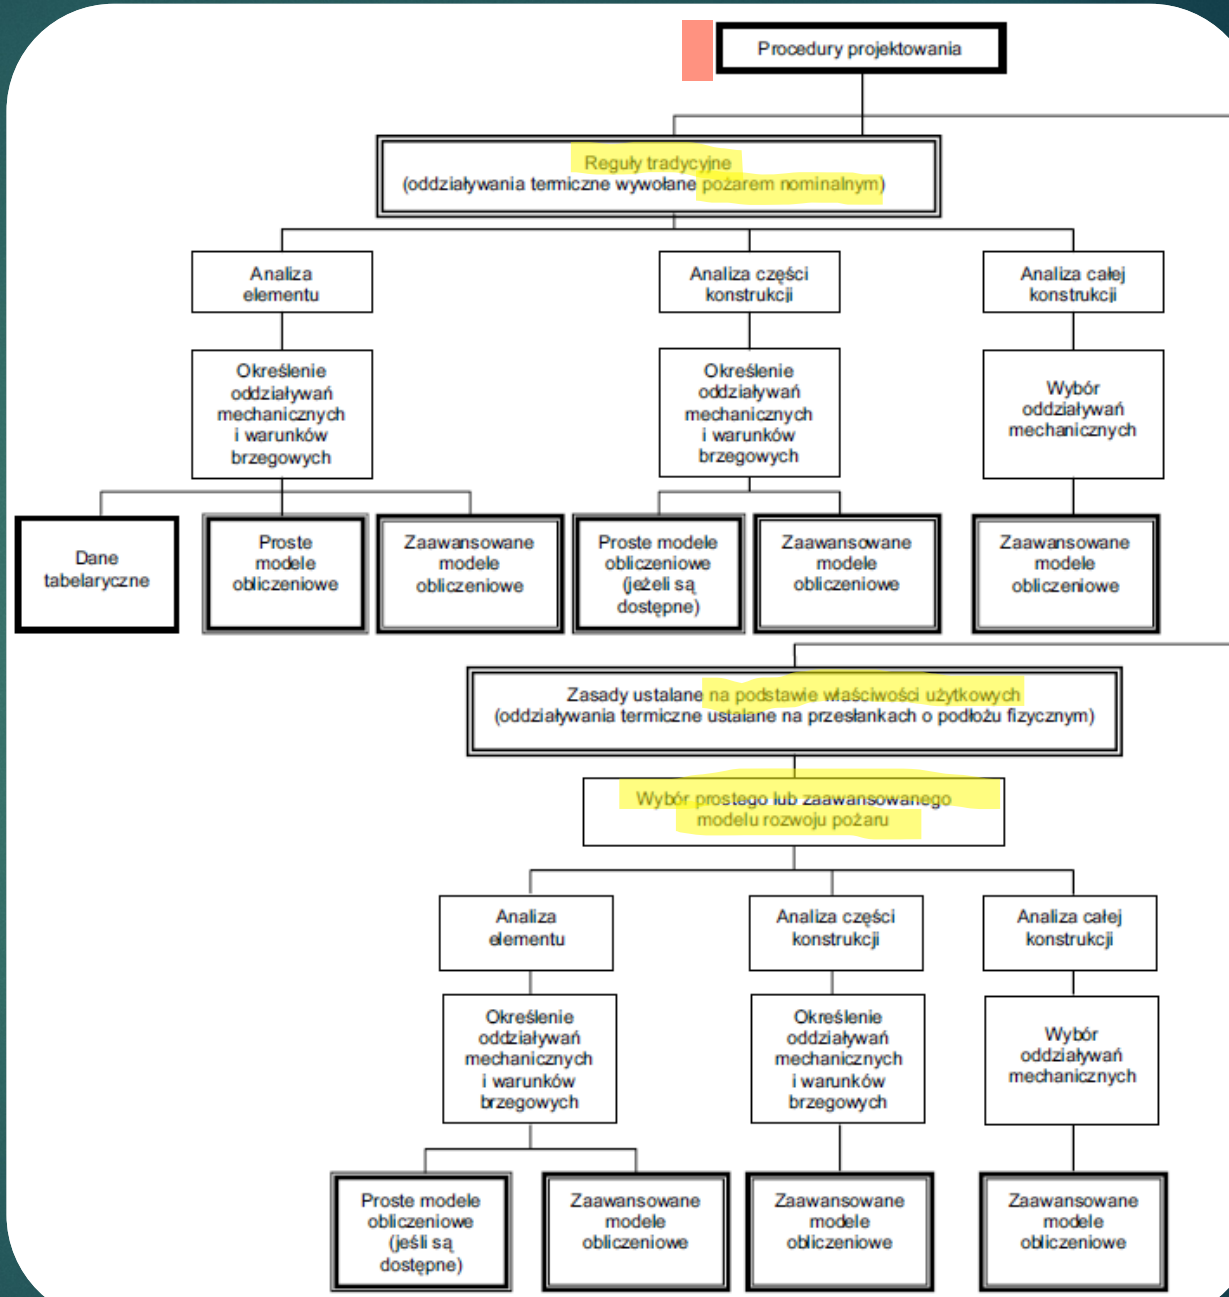 Procedury projektowania
Reguły tradycyjne
(oddziaływania termiczne wywołane pożarem nominalnym)
Analiza
elementu
Analiza części
konstrukcji
Analiza całej
konstrukcji
Określenie
oddziaływań
mechanicznych
i warunków
brzegowych
Określenie
oddziaływań
mechanicznych
i warunków
brzegowych
Wybór
oddziaływań
mechanicznych
Dane
tabelaryczne
Proste
modele
obliczeniowe
Zaawansowane
modele
obliczeniowe
Proste modele
obliczeniowe
(jeżeli są
dostępne)
Zaawansowane
modele
obliczeniowe
Zaawansowane
modele
obliczeniowe
Zasady ustalane na podstawie właściwości użytkowych
(oddziaływania termiczne ustalane na przesłankach o podłożu fizycznym)
Wybór prostego lub zaawansowanego
modelu rozwoju pożaru
Analiza
elementu
Analiza części
konstrukcji
Analiza całej
konstrukcji
Określenie
oddziaływań
mechanicznych
i warunków
brzegowych
Określenie
oddziaływań
mechanicznych
i warunków
brzegowych
Wybór
oddziaływań
mechanicznych
Proste modele
obliczeniowe
(jeśli są
dostępne)
Zaawansowane
modele
obliczeniowe
Zaawansowane
modele
obliczeniowe
Zaawansowane
modele
obliczeniowe